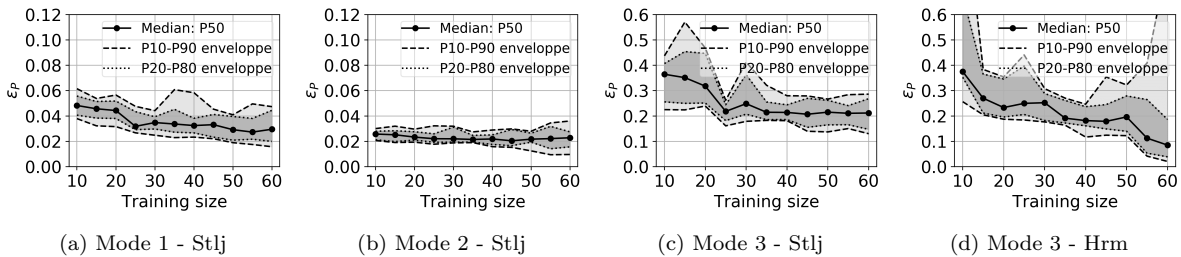 0.12
0.10
0.08
0.06
0.04
0.02
0.00
εP
10 20 30 40 50 60
Training size
Median: P50
P10-P90 enveloppe
P20-P80 enveloppe
(a) Mode 1 - Stlj
0.12
0.10
0.08
0.06
0.04
0.02
0.00
εP
10 20 30 40 50 60
Training size
Median: P50
P10-P90 enveloppe
P20-P80 enveloppe
(b) Mode 2 - Stlj
0.6
0.5
0.4
0.3
0.2
0.1
0.0
εP
10 20 30 40 50 60
Training size
Median: P50
P10-P90 enveloppe
P20-P80 enveloppe
(c) Mode 3 - Stlj
0.6
0.5
0.4
0.3
0.2
0.1
0.0
εP
10 20 30 40 50 60
Training size
Median: P50
P10-P90 enveloppe
P20-P80 enveloppe
(d) Mode 3 - Hrm